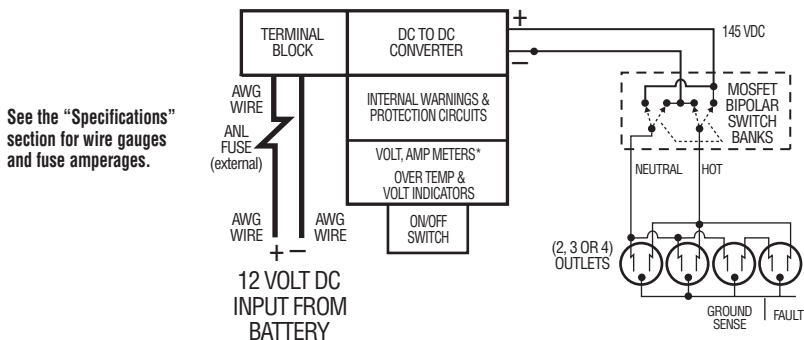 See the “Specifications”
section for wire gauges
and fuse amperages.
TERMINAL
BLOCK
DC TO DC
CONVERTER
+
–
145 VDC
AWG
WIRE
ANL
FUSE
(external)
INTERNAL WARNINGS &
PROTECTION CIRCUITS
VOLT, AMP METERS*
OVER TEMP &
VOLT INDICATORS
ON/OFF
SWITCH
AWG
WIRE
AWG
WIRE
+ –
12 VOLT DC
INPUT FROM
BATTERY
MOSFET
BIPOLAR
SWITCH
BANKS
NEUTRAL
HOT
(2, 3 OR 4)
OUTLETS
GROUND
SENSE
FAULT